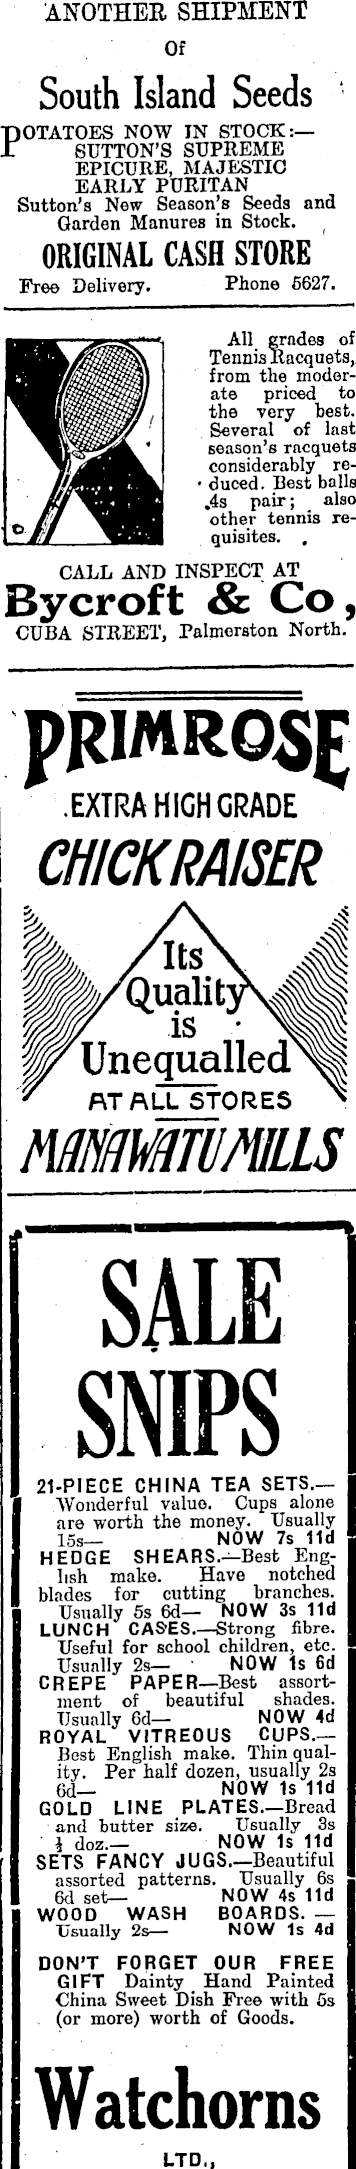 ANOTHER SHIPMENT
Of
South Island Seeds
POTATOES NOW IN STOCK:—
SUTTON'S SUPREME
EPICURE, MAJESTIC
EARLY PURITAN
Sutton's New Season's Seeds and
Garden Manures in Stock.
ORIGINAL CASH STORE
Free Delivery. Phone 5627.
All grades of
Tennis Racquets,
from the moder-
ate priced to
the very best.
Several of last
season's racquets
considerably re-
duced. Best balls
4s pair; also
other tennis re-
quisites.
CALL AND INSPECT AT
Bycroft & Co,
CUBA STREET, Palmerston North.
PRIMROSE
EXTRA HIGH GRADE
CHICK RAISER
Its
Quality
is
Unequalled
AT ALL STORES
MANAWATU MILLS
SALE
SNIPS
21-PIECE CHINA TEA SETS.—
Wonderful value. Cups alone
are worth the money. Usually
15s— NOW 7s 11d
HEDGE SHEARS.—Best Eng-
lish make. Have notched
blades for cutting branches.
Usually 5s 6d— NOW 3s 11d
LUNCH CASES.—Strong fibre.
Useful for school children, etc.
Usually 2s— NOW 1s 6d
CREPE PAPER—Best assort-
ment of beautiful shades.
Usually 6d— NOW 4d
ROYAL VITREOUS CUPS.—
Best English make. Thin qual-
ity. Per half dozen, usually 2s
6d— NOW 1s 11d
GOLD LINE PLATES.—Bread
and butter size. Usually 3s
½ doz.— NOW 1s 11d
SETS FANCY JUGS.—Beautiful
assorted patterns. Usually 6s
6d set— NOW 4s 11d
WOOD WASH BOARDS.—
Usually 2s— NOW 1s 4d
DON'T FORGET OUR FREE
GIFT Dainty Hand Painted
China Sweet Dish Free with 5s
(or more) worth of Goods.
Watchorns
LTD.,